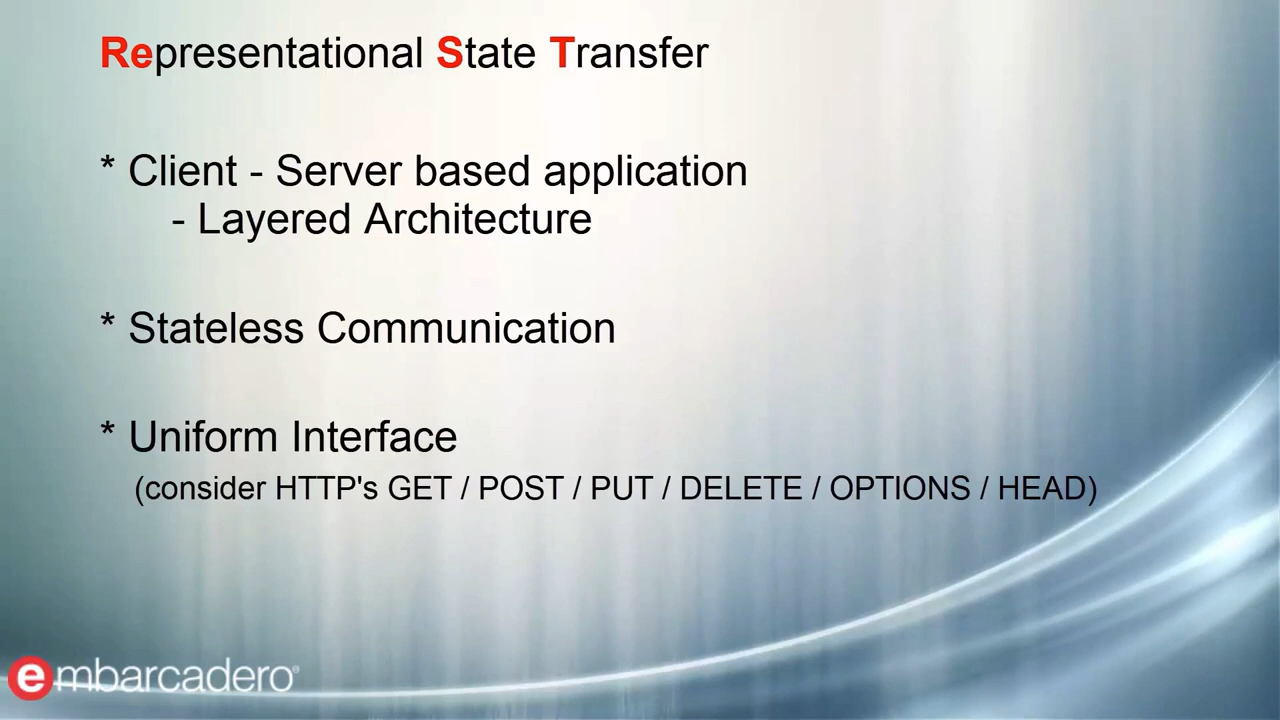 Representational State Transfer
* Client - Server based application
- Layered Architecture
* Stateless Communication
* Uniform Interface
(consider HTTP's GET / POST / PUT / DELETE / OPTIONS / HEAD)
embarcadero®